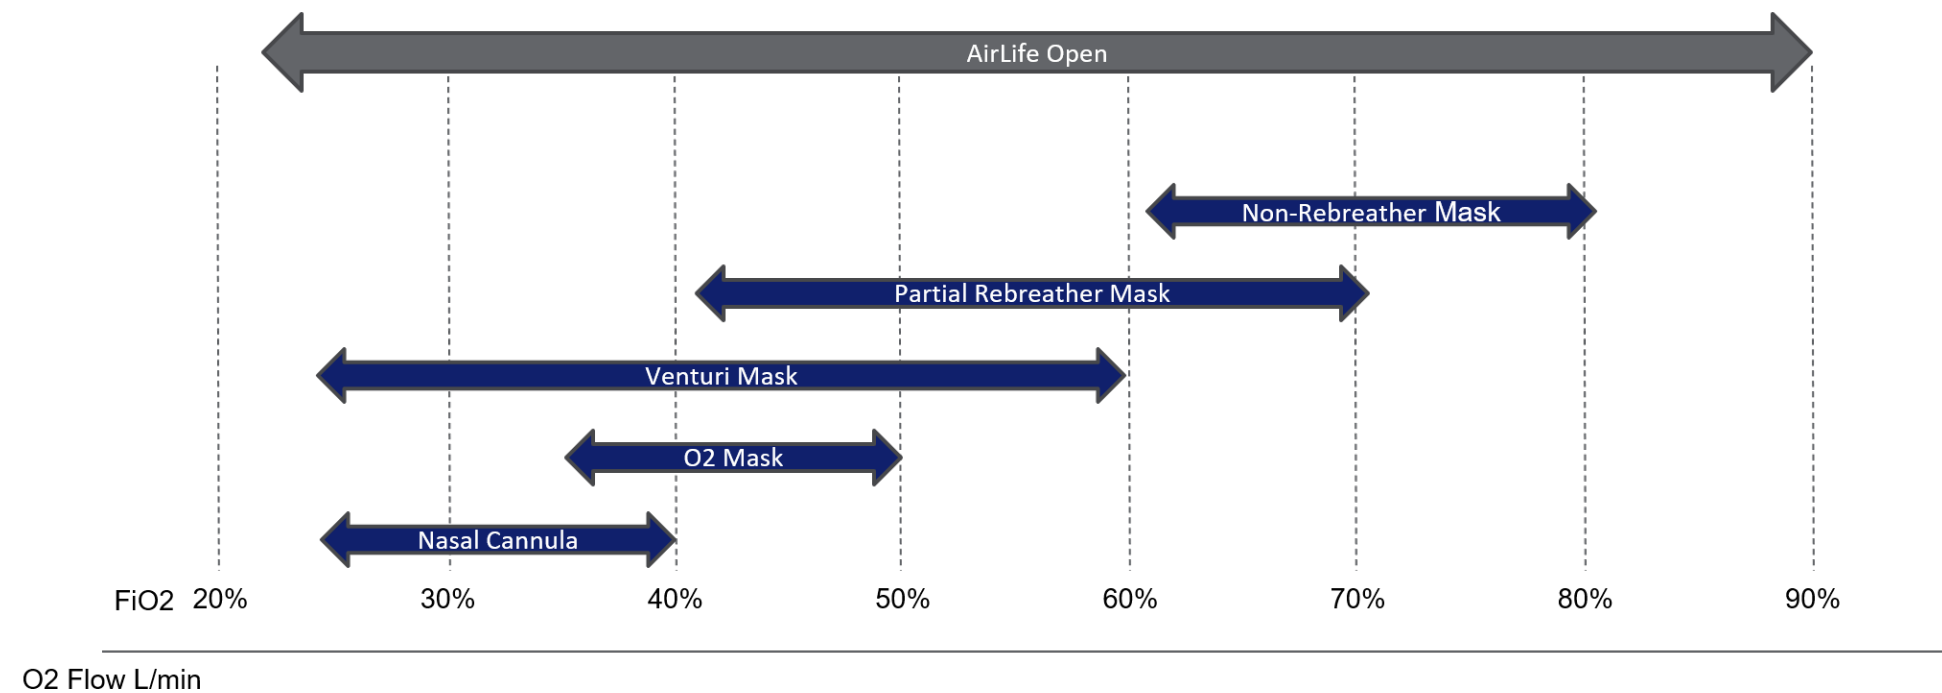 AirLife Open
Non-Rebreather Mask
Partial Rebreather Mask
Venturi Mask
O2 Mask
Nasal Cannula
FiO2 20% 30% 40% 50% 60% 70% 80% 90%
O2 Flow L/min